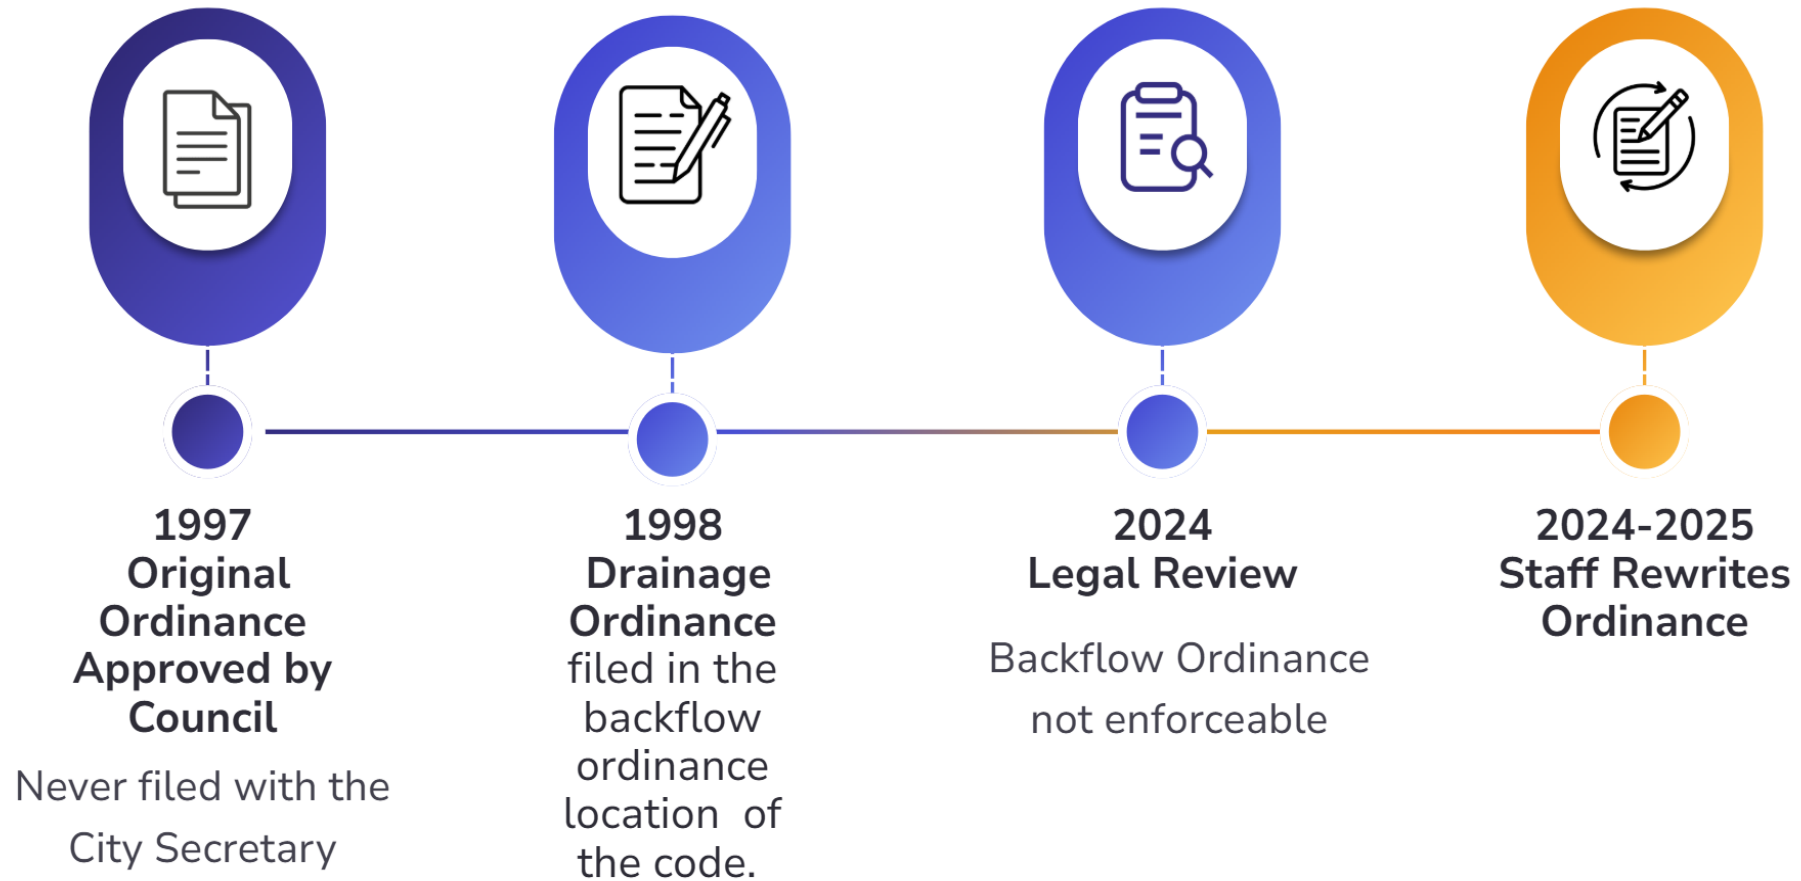 1997
Original
Ordinance
Approved by
Council
Never filed with the
City Secretary
1998
Drainage
Ordinance
filed in the
backflow
ordinance
location of
the code.
2024
Legal Review
Backflow Ordinance
not enforceable
2024-2025
Staff Rewrites
Ordinance